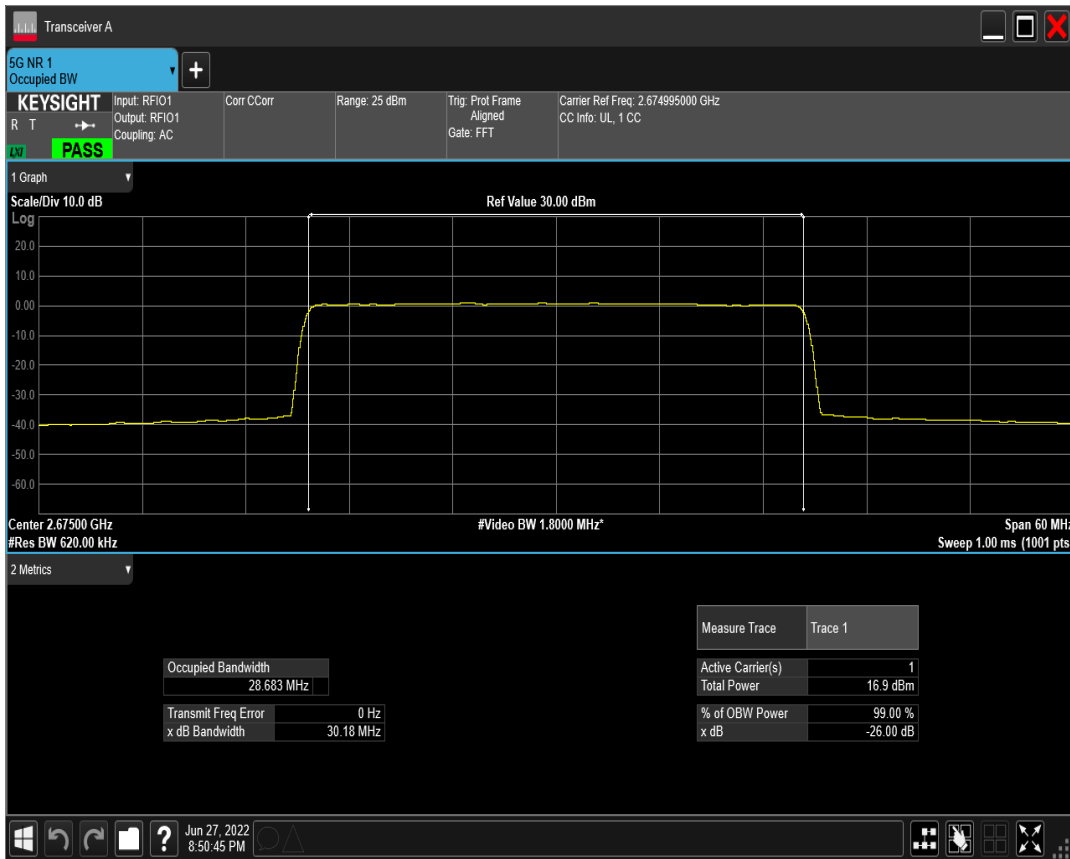 Transceiver A
5G NR 1
Occupied BW
+
KEYSIGHT
R T
LXI
PASS
Input: RFIO1
Output: RFIO1
Coupling: AC
Corr CCorr
Range: 25 dBm
Trig: Prot Frame
Aligned
Gate: FFT
Carrier Ref Freq: 2.674995000 GHz
CC Info: UL, 1 CC
1 Graph
Scale/Div 10.0 dB
Ref Value 30.00 dBm
Log
20.0
10.0
0.00
-10.0
-20.0
-30.0
-40.0
-50.0
-60.0
Center 2.67500 GHz
#Video BW 1.8000 MHz*
Span 60 MHz
#Res BW 620.00 kHz
Sweep 1.00 ms (1001 pts
2 Metrics
Measure Trace Trace 1
Occupied Bandwidth
28.683 MHz
Active Carrier(s) 1
Total Power 16.9 dBm
Transmit Freq Error 0 Hz
x dB Bandwidth 30.18 MHz
% of OBW Power 99.00 %
x dB -26.00 dB
?
Jun 27, 2022
8:50:45 PM